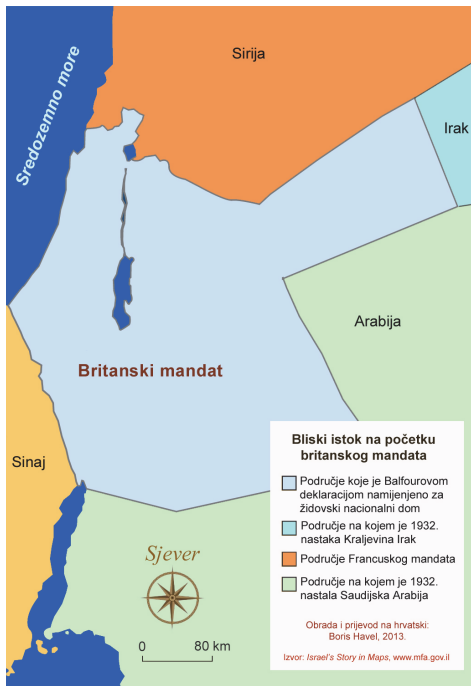 Sirija
Sredozemno more
Irak
Arabija
Britanski mandat
Sinaj
Sjever
0 80 km
Bliski istok na početku
britanskog mandata
Područje koje je Balfourovom
deklaracijom namijenjeno za
židovski nacionalni dom
Područje na kojem je 1932.
nastaka Kraljevina Irak
Područje Francuskog mandata
Područje na kojem je 1932.
nastala Saudijska Arabija
Obrada i prijevod na hrvatski:
Boris Havel, 2013.
Izvor: Israel's Story in Maps, www.mfa.gov.il